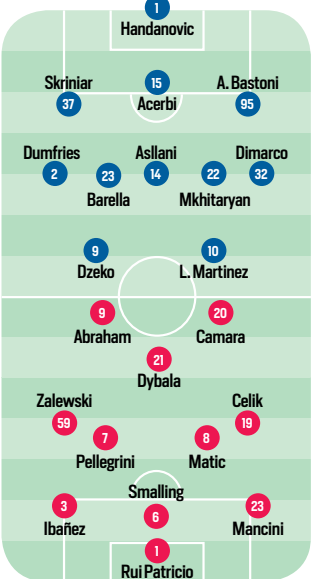 1
Handanovic
Skriniar 15 A. Bastoni
37 Acerbi 95
Dumfries Asllani Dimarco
2 23 14 22 32
Barella Mkhitaryan
9 10
Dzeko L. Martinez
9 20
Abraham Camara
21
Dybala
Zalewski Celik
59 19
7 8
Pellegrini Matic
Smalling
3 6 23
Ibañez Mancini
1
Rui Patricio